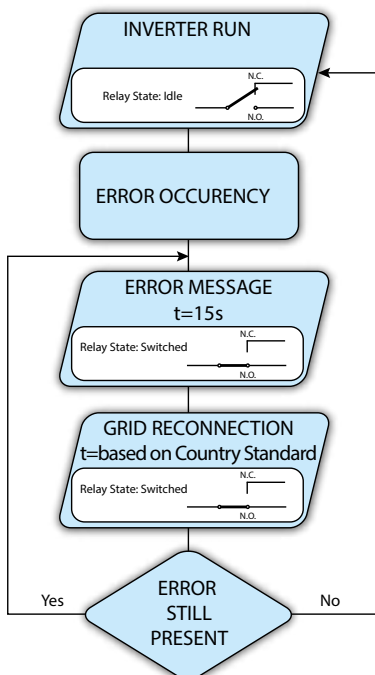 INVERTER RUN
N.C.
Relay State: Idle
N.O.
ERROR OCCURENCY
ERROR MESSAGE
t=15s
N.C.
Relay State: Switched
N.O.
GRID RECONNECTION
t=based on Country Standard
N.C.
Relay State: Switched
N.O.
Yes
ERROR
STILL
PRESENT
No